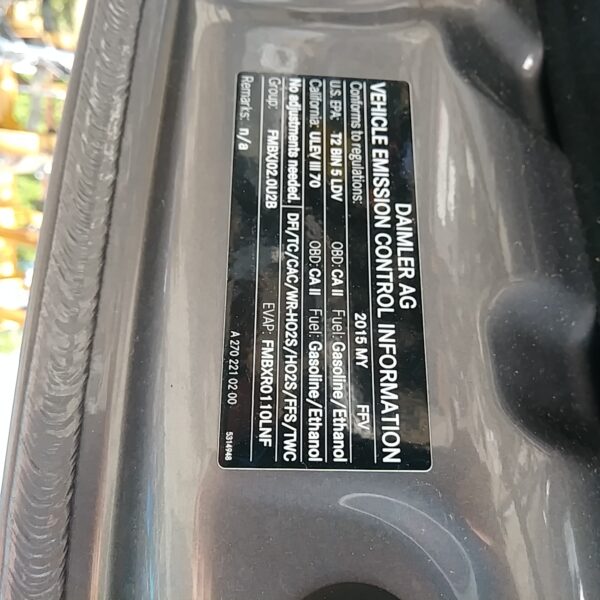 DAIMLER AG
VEHICLE EMISSION CONTROL INFORMATION
Conforms to regulations: 2015 MY FFV
U.S. EPA: T2 BIN 5 LDV OBD: CA II Fuel: Gasoline/Ethanol
California: ULEV III 70 OBD: CA II Fuel: Gasoline/Ethanol
No adjustments needed. DFI/TC/CAC/WR-HO2S/HO2S/FFS/TWC
Group: FMBXJ02.0U2B EVAP: FMBXR0110LNF
Remarks: n/a
A 270 221 02 00
5314948